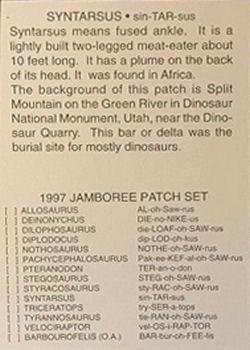 SYNTARSUS • sin-TAR-sus
Syntarsus means fused ankle. It is a
lightly built two-legged meat-eater about
10 feet long. It has a plume on the back
of its head. It was found in Africa.
The background of this patch is Split
Mountain on the Green River in Dinosaur
National Monument, Utah, near the Dino-
saur Quarry. This bar or delta was the
burial site for mostly dinosaurs.
1997 JAMBOREE PATCH SET
[ ] ALLOSAURUS AL-oh-Saw-rus
[ ] DEINONYCHUS DIE-no-NIKE-us
[ ] DILOPHOSAURUS die-LOAF-oh-SAW-rus
[ ] DIPLODOCUS dip-LOD-oh-kus
[ ] NOTHOSAURUS NOTHE-oh-SAW-rus
[ ] PACHYCEPHALOSAURUS Pak-ee-KEF-al-oh-SAW-rus
[ ] PTERANODON TER-an-o-don
[ ] STEGOSAURUS STEG-oh-SAW-rus
[ ] STYRACOSAURUS sty-RAC-oh-SAW-rus
[ ] SYNTARSUS sin-TAR-sus
[ ] TRICERATOPS try-SER-a-tops
[ ] TYRANNOSAURUS tie-RAN-oh-SAW-rus
[ ] VELOCIRAPTOR vel-OS-i-RAP-TOR
[ ] BARBOUROFELIS (O.A.) BAR-bur-oh-FEE-lis